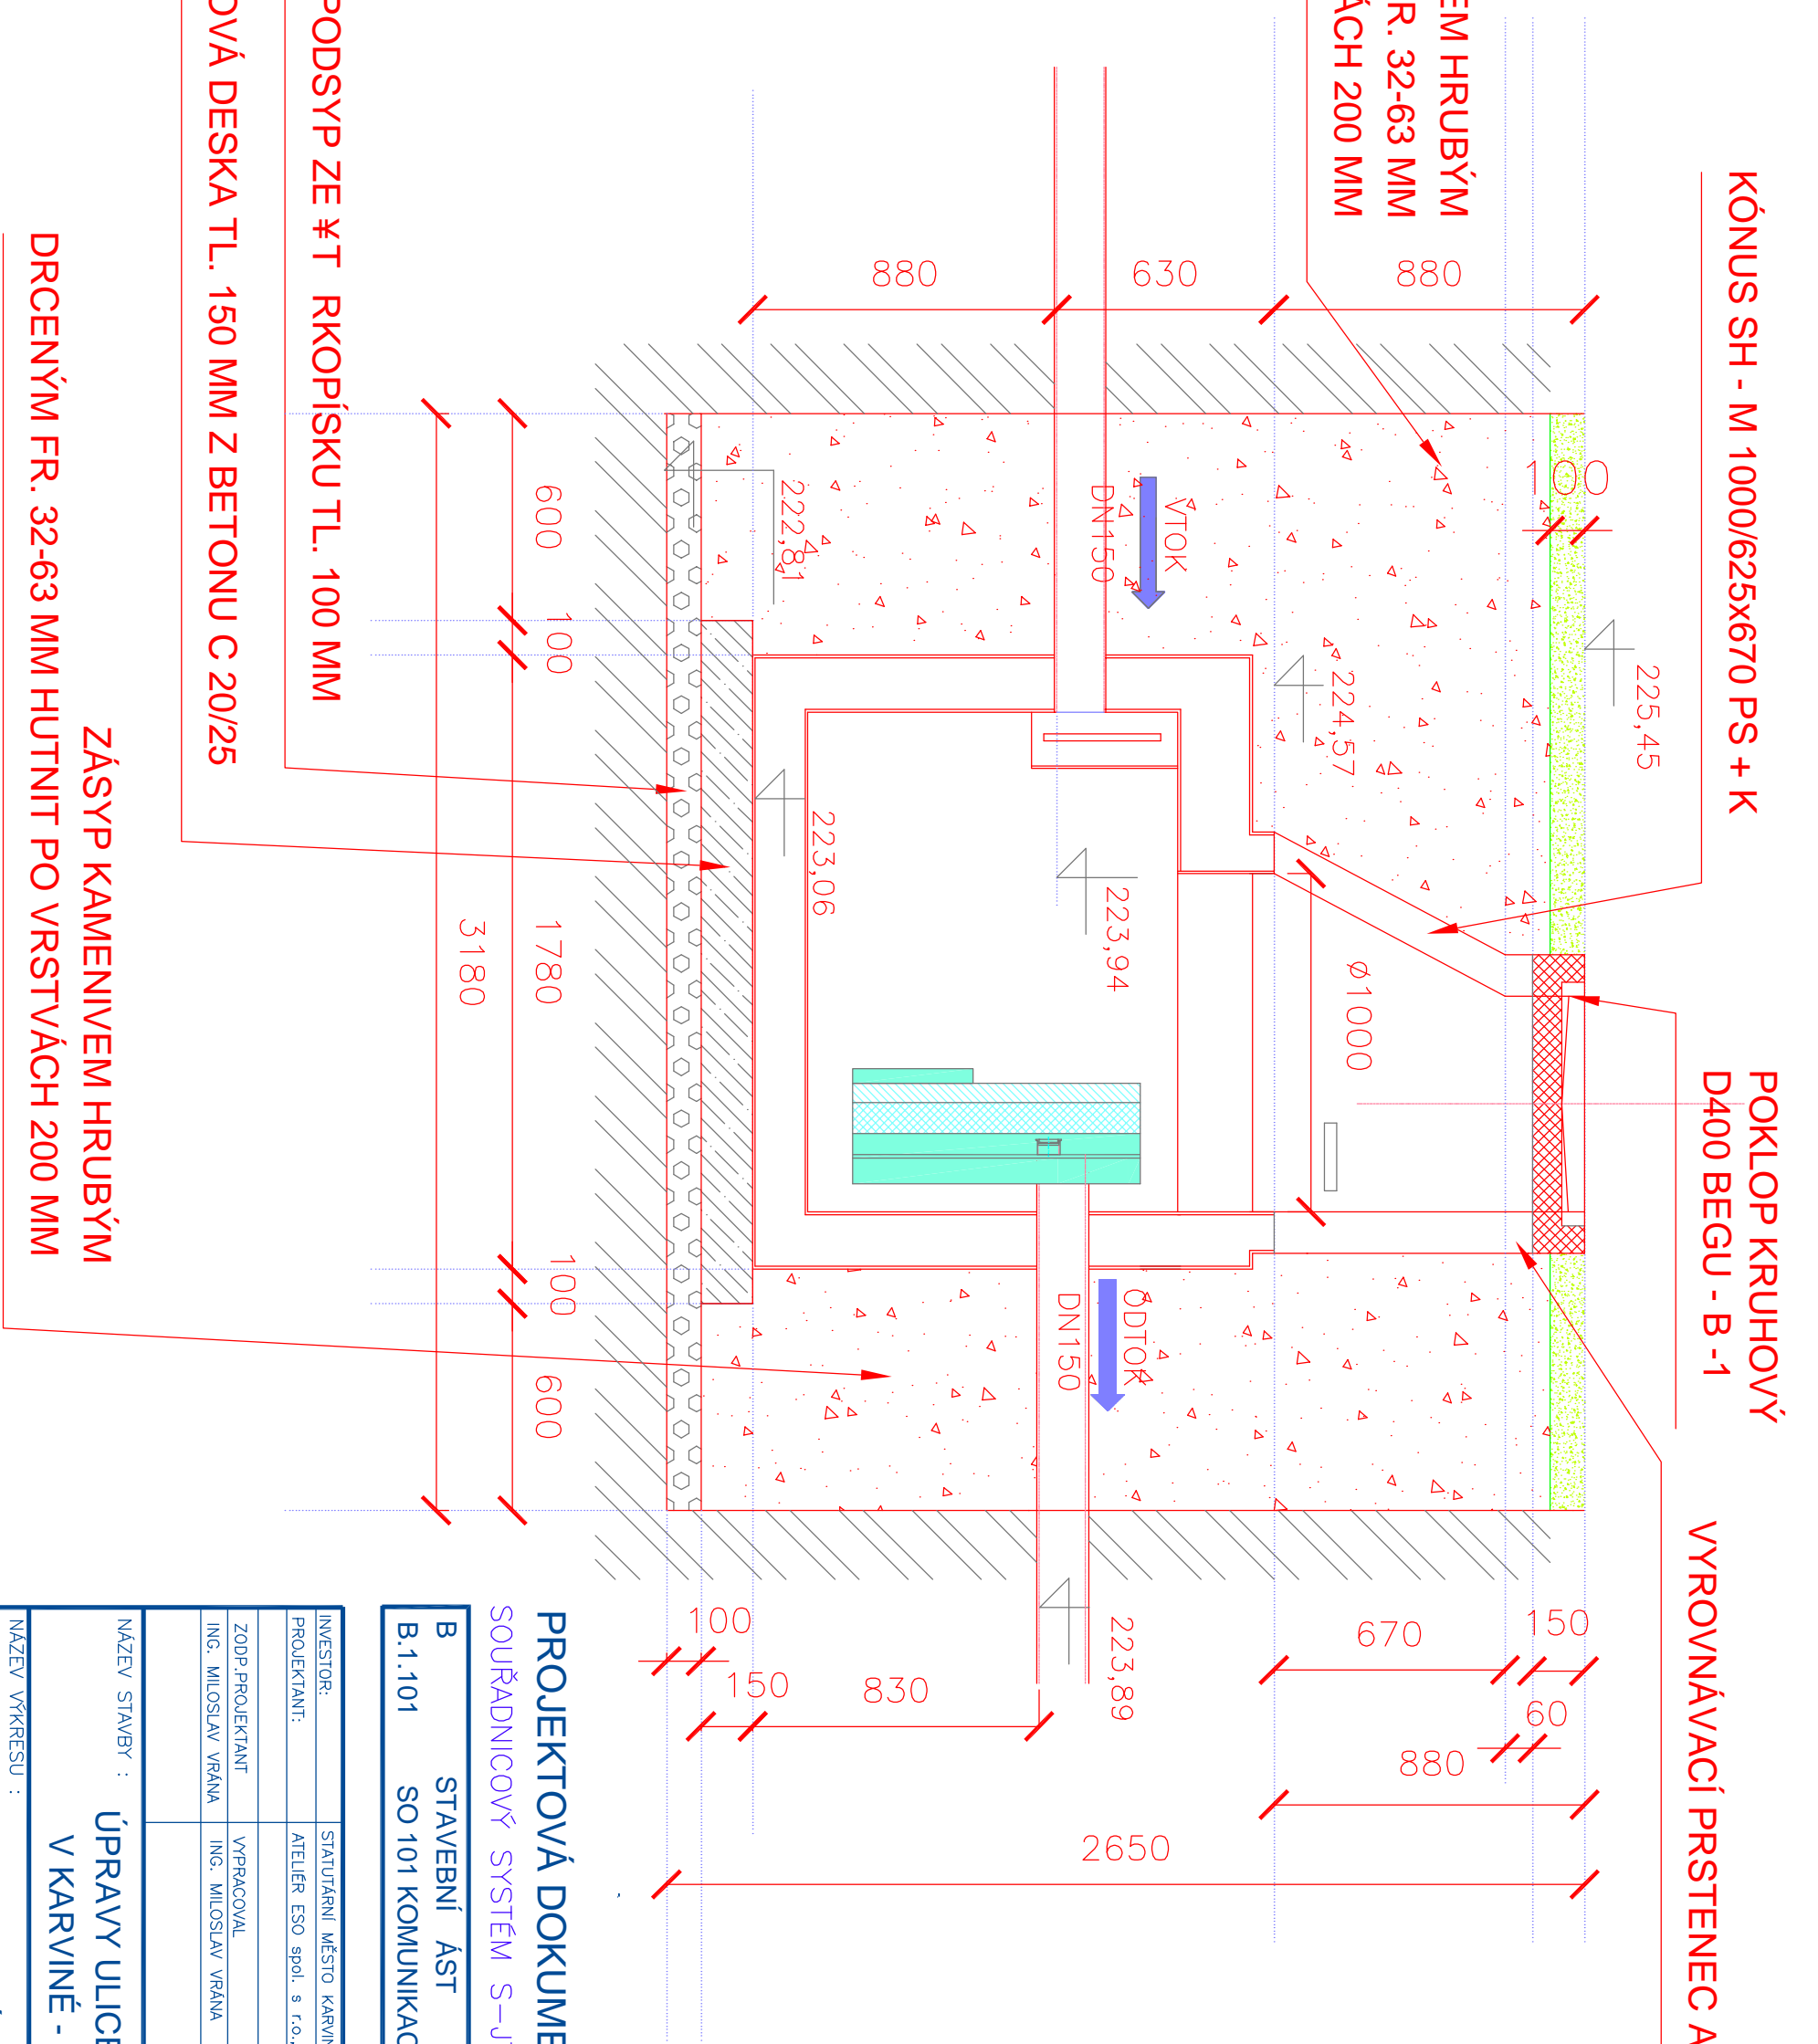 KÓNUS SH - M 1000/625x670 PS + K
POKLOP KRUHOVÝ
D400 BEGU - B -1
VYROVNÁVACÍ PRSTENEC A
EM HRUBÝM
R. 32-63 MM
ÁCH 200 MM
PODSYP ZE ¥T RKOPÍSKU TL. 100 MM
OVÁ DESKA TL. 150 MM Z BETONU C 20/25
ZÁSYP KAMENIVEM HRUBÝM
DRCENÝM FR. 32-63 MM HUTNIT PO VRSTVÁCH 200 MM
880
630
880
100
225,45
224,57
VTOK
DN150
222,81
223,06
223,94
Ø1000
ODTOK
DN150
223,89
600
100
1780
100
600
3180
150
670
60
880
830
150
100
2650
PROJEKTOVÁ DOKUME
SOUŘADNICOVÝ SYSTÉM S-J
B STAVEBNÍ ÁST
B.1.101 SO 101 KOMUNIKAC
INVESTOR: STATUTÁRNÍ MĚSTO KARVIN
PROJEKTANT: ATELIÉR ESO spol. s r.o.,
ZODP.PROJEKTANT VYPRACOVAL
ING. MILOSLAV VRÁNA ING. MILOSLAV VRÁNA
NÁZEV STAVBY : ÚPRAVY ULICE
V KARVINÉ -
NÁZEV VÝKRESU :